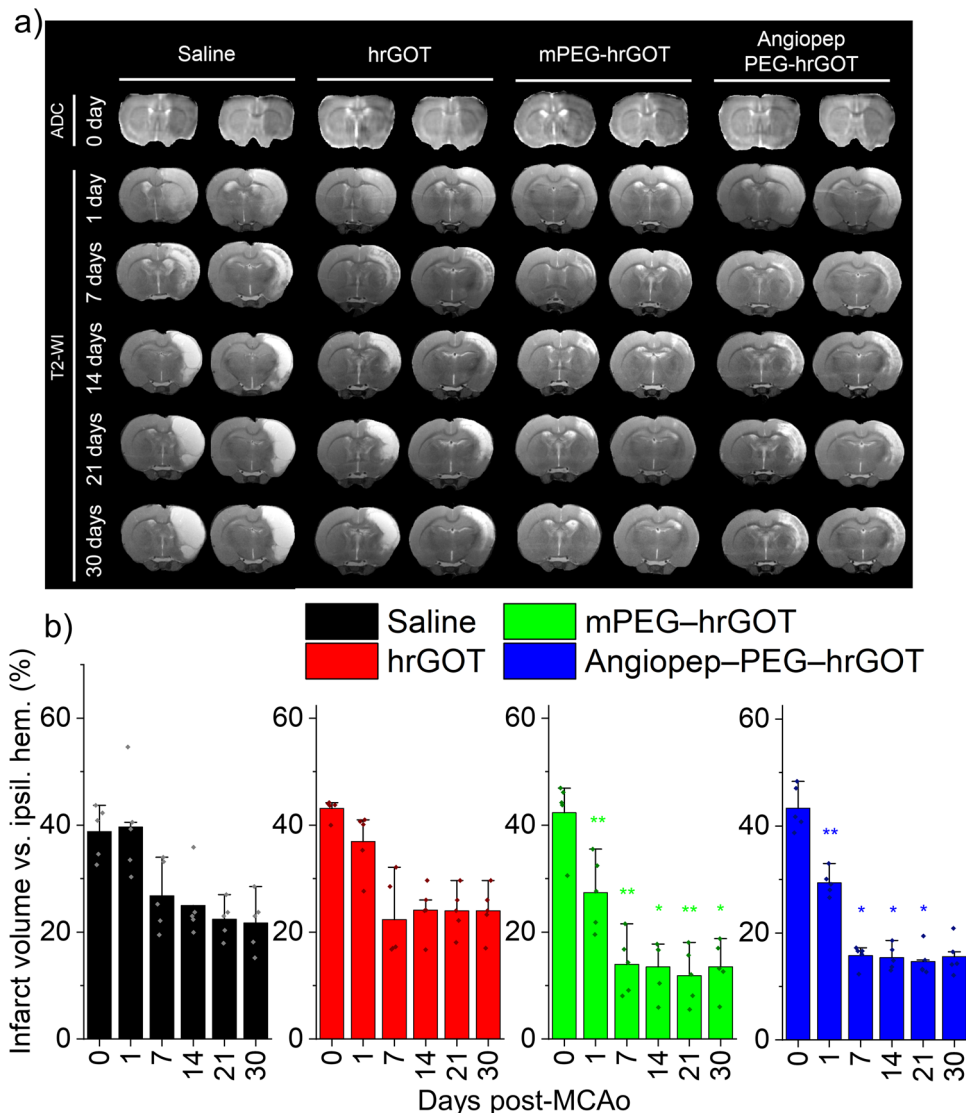 a)
Saline
hrGOT
mPEG-hrGOT
Angiopep
PEG-hrGOT
ADC
0 day
T2-WI
1 day
7 days
14 days
21 days
30 days
b)
Saline
mPEG–hrGOT
hrGOT
Angiopep–PEG–hrGOT
Infarct volume vs. ipsil. hem. (%)
60
40
20
0
0 1 7 14 21 30
60
40
20
0
0 1 7 14 21 30
60
40
20
0
** ** * ** *
0 1 7 14 21 30
60
40
20
0
** * * *
0 1 7 14 21 30
Days post-MCAo